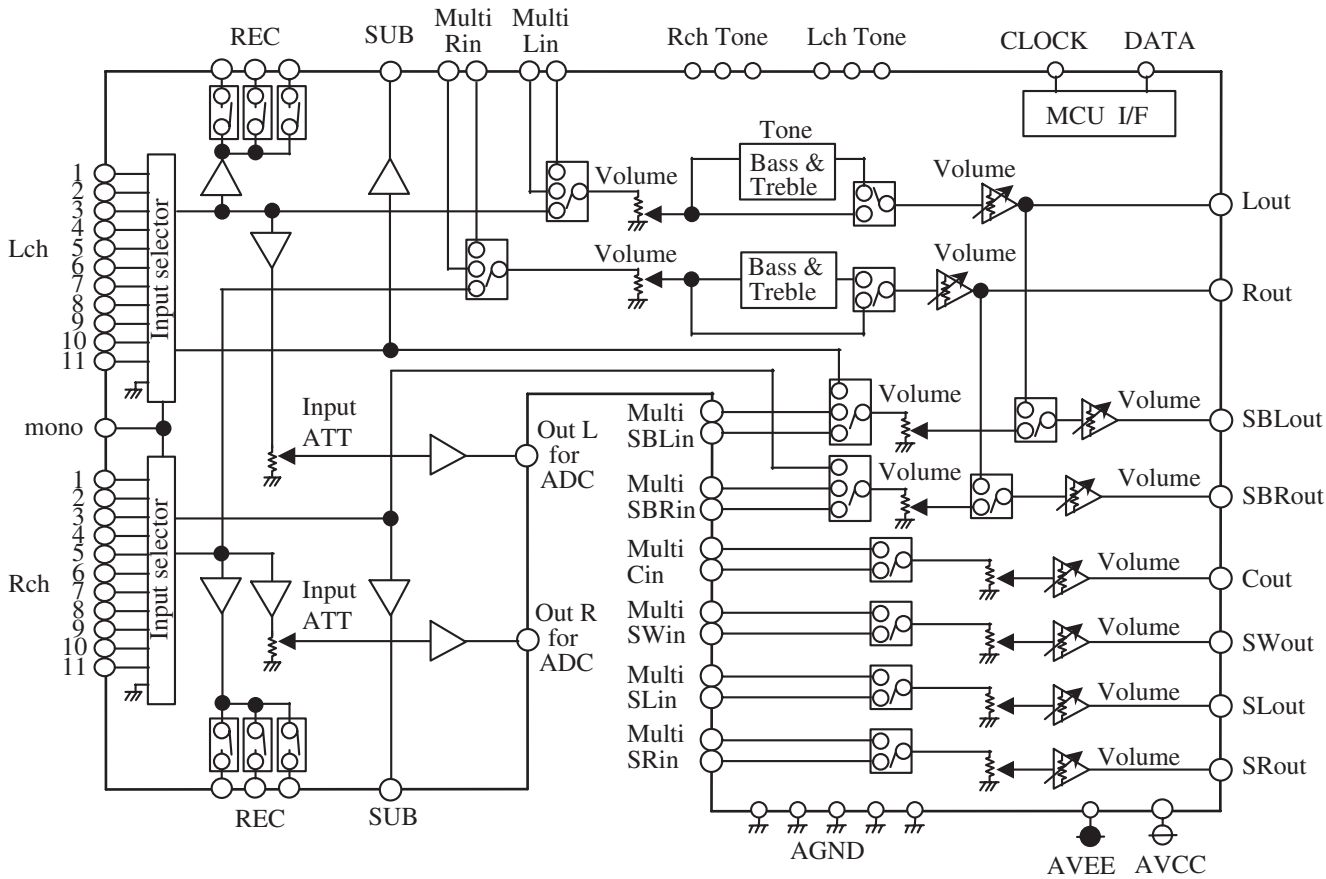 REC
SUB
Multi
Rin
Multi
Lin
Rch Tone
Lch Tone
CLOCK
DATA
MCU I/F
Tone
Bass &
Treble
Volume
Volume
Lout
Volume
Bass &
Treble
Volume
Rout
Lch
1
2
3
4
5
6
7
8
9
10
11
Input selector
mono
Input
ATT
Out L
for
ADC
Multi
SBLin
Volume
Volume
SBLout
Multi
SBRin
Volume
Volume
SBRout
Rch
1
2
3
4
5
6
7
8
9
10
11
Input selector
Input
ATT
Out R
for
ADC
Multi
Cin
Volume
Cout
Multi
SWin
Volume
SWout
Multi
SLin
Volume
SLout
Multi
SRin
Volume
SRout
REC
SUB
AGND
AVEE
AVCC